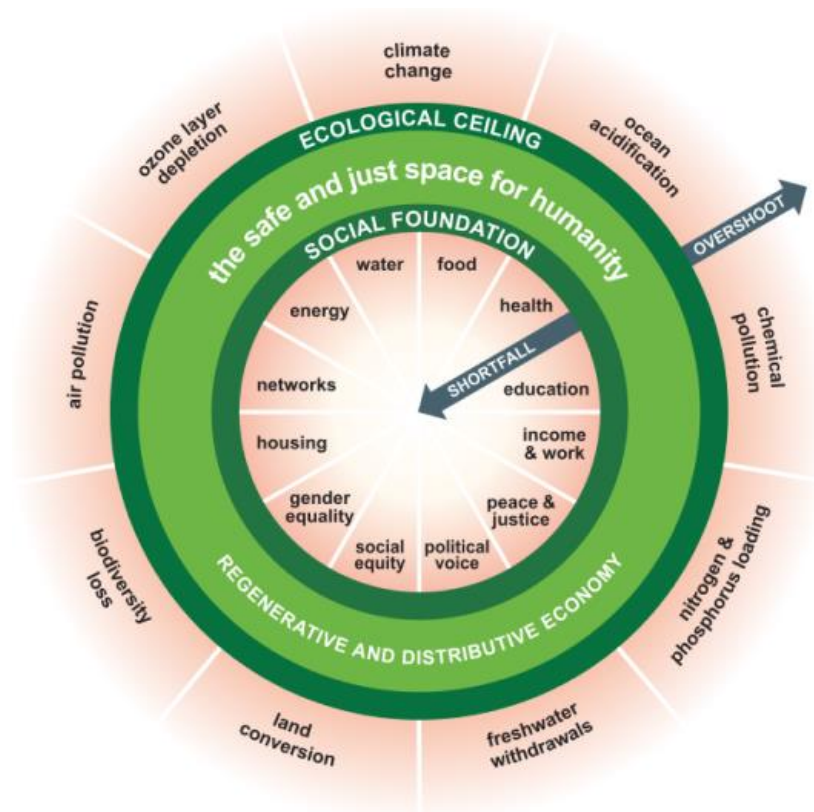 climate
change
ocean
acidification
chemical
pollution
nitrogen &
phosphorus loading
freshwater
withdrawals
land
conversion
biodiversity
loss
air pollution
ozone layer
depletion
OVERSHOOT
ECOLOGICAL CEILING
the safe and just space for humanity
SOCIAL FOUNDATION
water
food
health
SHORTFALL
education
income
& work
peace &
justice
political
voice
social
equity
gender
equality
housing
networks
energy
REGENERATIVE AND DISTRIBUTIVE ECONOMY